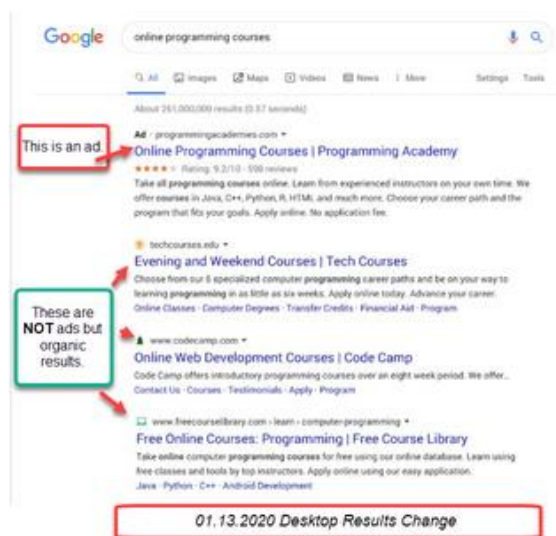 Google
online programming courses
All Images Maps Videos News More Settings Tools
About 261,000,000 results (0.57 seconds)
This is an ad.
Ad · programmingacademies.com
Online Programming Courses | Programming Academy
Rating: 9.2/10 · 598 reviews
Take all programming courses online. Learn from experienced instructors on your own time. We
offer courses in Java, C++, Python, R, HTML and much more. Choose your career path and the
program that fits your goals. Apply online. No application fee.
techcourses.edu
Evening and Weekend Courses | Tech Courses
Choose from our 6 specialized computer programming career paths and be on your way to
learning programming in as little as six weeks. Apply online today. Advance your career.
Online Classes · Computer Degrees · Transfer Credits · Financial Aid · Program
These are
NOT ads but
organic
results.
www.codecamp.com
Online Web Development Courses | Code Camp
Code Camp offers introductory programming courses over an eight week period. We offer...
Contact Us · Courses · Testimonials · Apply · Program
www.freecourselibrary.com › learn › computer-programming
Free Online Courses: Programming | Free Course Library
Take online computer programming courses for free using our online database. Learn using
free classes and tools by top instructors. Apply online using our easy application.
Java · Python · C++ · Android Development
01.13.2020 Desktop Results Change